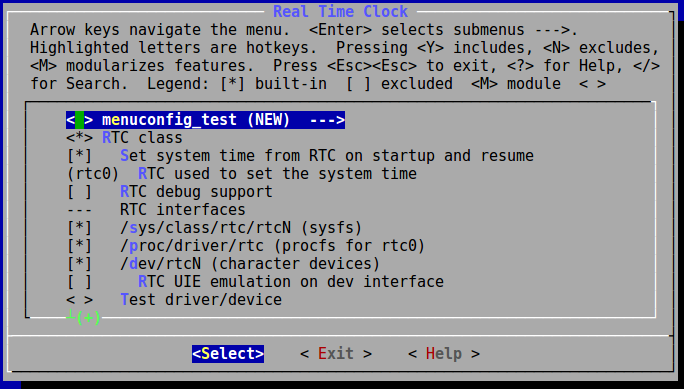 Real Time Clock
Arrow keys navigate the menu.  <Enter> selects submenus --->.
Highlighted letters are hotkeys.  Pressing <Y> includes, <N> excludes,
<M> modularizes features.  Press <Esc><Esc> to exit, <?> for Help, </>
for Search.  Legend: [*] built-in  [ ] excluded  <M> module  < >
< > menuconfig_test (NEW)  --->
<*> RTC class
[*]   Set system time from RTC on startup and resume
(rtc0)  RTC used to set the system time
[ ]   RTC debug support
---   RTC interfaces
[*]   /sys/class/rtc/rtcN (sysfs)
[*]   /proc/driver/rtc (procfs for rtc0)
[*]   /dev/rtcN (character devices)
[ ]     RTC UIE emulation on dev interface
< >   Test driver/device
(+)
<Select>    < Exit >    < Help >